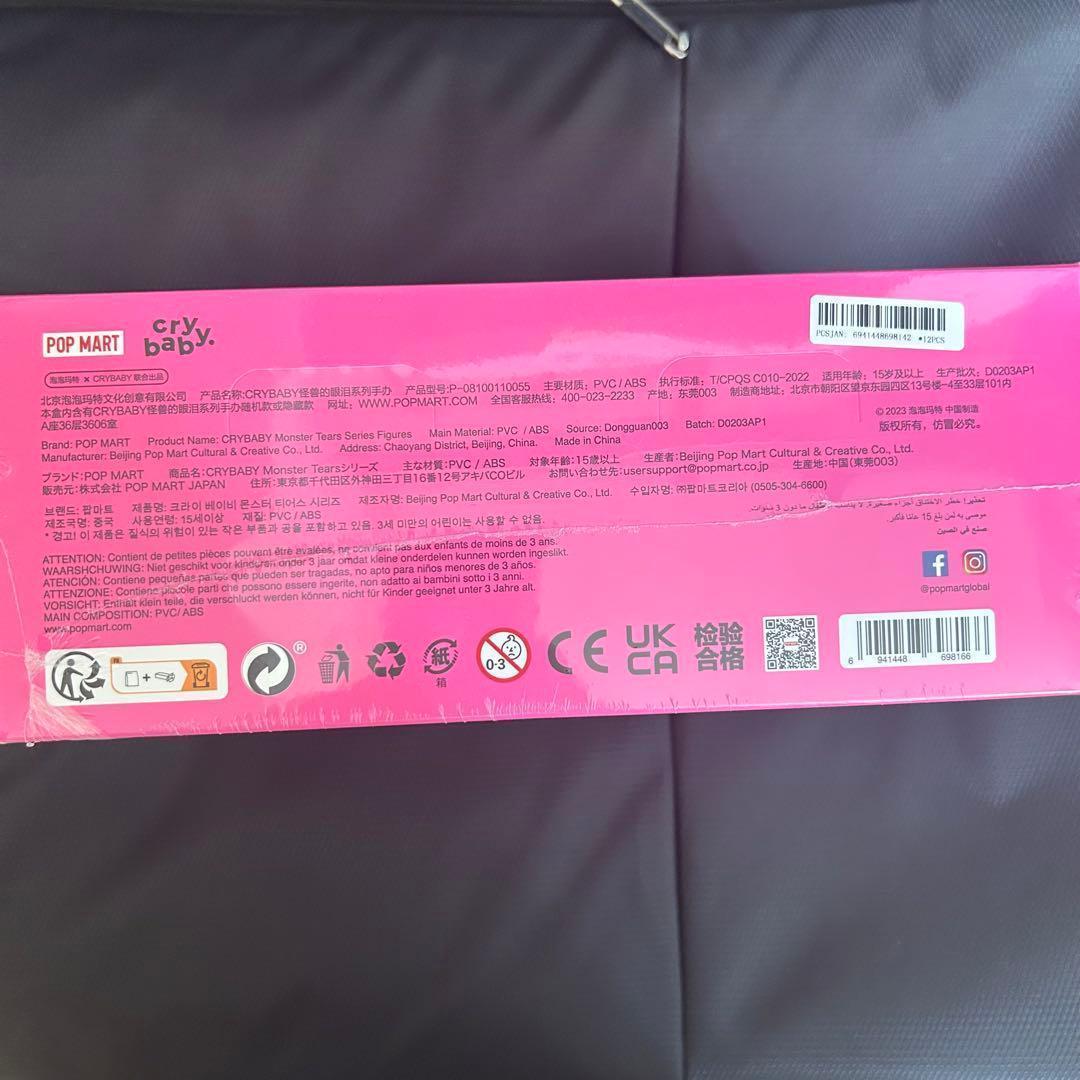 POP MART
cry
baby.
PCSJAN: 6941448698142 *12PCS
泡泡玛特 × CRYBABY 联合出品
北京泡泡玛特文化创意有限公司 产品名称:CRYBABY怪兽的眼泪系列手办 产品型号:P-08100110055 主要材质: PVC / ABS 执行标准: T/CPQS C010-2022 适用年龄: 15岁及以上 生产批次: D0203AP1
本盒内含有CRYBABY怪兽的眼泪系列手办随机款或隐藏款 网址: WWW.POPMART.COM 全国客服热线: 400-023-2233 产地: 东莞003 制造商地址: 北京市朝阳区望京东园四区13号楼-4至33层101内
A座36层3606室
© 2023 泡泡玛特 中国制造
版权所有，仿冒必究。
Brand: POP MART Product Name: CRYBABY Monster Tears Series Figures Main Material: PVC / ABS Source: Dongguan003 Batch: D0203AP1
Manufacturer: Beijing Pop Mart Cultural & Creative Co., Ltd. Address: Chaoyang District, Beijing, China. Made in China
ブランド:POP MART 商品名: CRYBABY Monster Tearsシリーズ 主な材質:PVC / ABS 対象年齢:15歳以上 生産者:Beijing Pop Mart Cultural & Creative Co., Ltd.
販売元:株式会社 POP MART JAPAN 住所:東京都千代田区外神田三丁目16番12号アキバCOビル お問い合わせ先:usersupport@popmart.co.jp 生産地:中国(東莞003)
브랜드: 팝마트 제품명: 크라이 베이비 몬스터 티어스 시리즈 제조자명: Beijing Pop Mart Cultural & Creative Co., Ltd. 수입자명: ㈜팝마트코리아 (0505-304-6600)
제조국명: 중국 사용연령: 15세이상 재질: PVC / ABS
* 경고! 이 제품은 질식의 위험이 있는 작은 부품과 공을 포함하고 있음. 3세 미만의 어린이는 사용할 수 없음.
تحذير! خطر الاختناق أجزاء صغيرة. لا يناسب الأطفال ما دون 3 سنوات.
موصى به لمن بلغ 15 عامًا فأكبر.
صنع في الصين
ATTENTION: Contient de petites pièces pouvant être avalées, ne convient pas aux enfants de moins de 3 ans.
WAARSHCHUWING: Niet geschikt voor kinderen onder 3 jaar omdat kleine onderdelen kunnen worden ingeslikt.
ATENCIÓN: Contiene pequeñas partes que pueden ser tragadas, no apto para niños menores de 3 años.
ATTENZIONE: Contiene piccole parti che possono essere ingerite, non adatto ai bambini sotto i 3 anni.
VORSICHT: Enthält klein teile, die verschluckt werden können, nicht für Kinder geeignet unter 3 Jahre alt.
MAIN COMPOSITION: PVC/ ABS
www.popmart.com
@popmartglobal
FR
+
®
紙
箱
0-3
CE
UK
CA
检验
合格
6 941448 698166